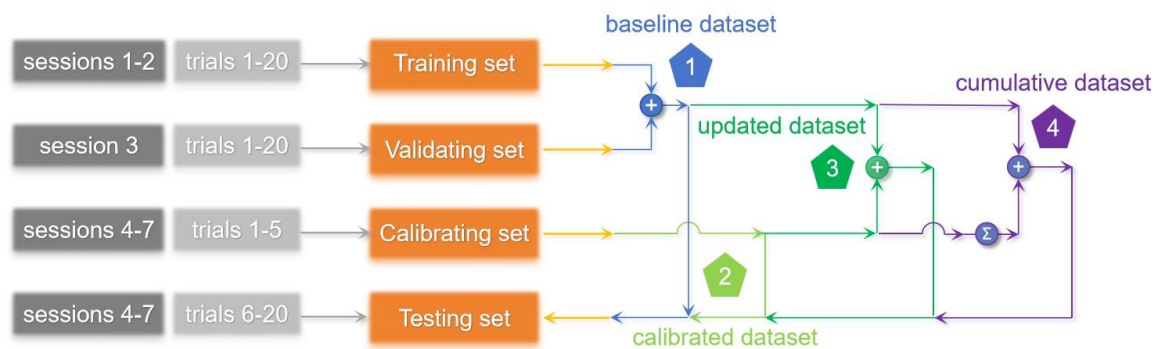 baseline dataset
1
sessions 1-2 trials 1-20 Training set
cumulative dataset
4
+
updated dataset
session 3 trials 1-20 Validating set
3
+
+
sessions 4-7 trials 1-5 Calibrating set
Σ
2
sessions 4-7 trials 6-20 Testing set
calibrated dataset